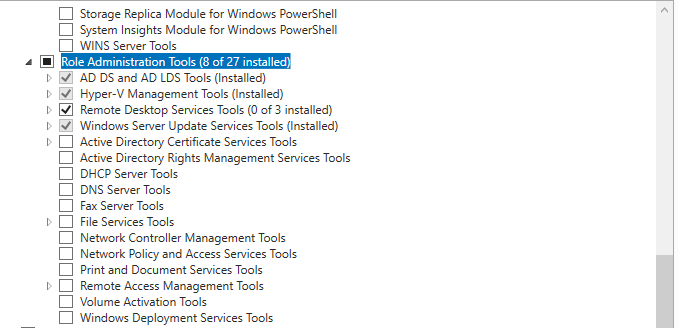 Storage Replica Module for Windows PowerShell
System Insights Module for Windows PowerShell
WINS Server Tools
Role Administration Tools (8 of 27 installed)
AD DS and AD LDS Tools (Installed)
Hyper-V Management Tools (Installed)
Remote Desktop Services Tools (0 of 3 installed)
Windows Server Update Services Tools (Installed)
Active Directory Certificate Services Tools
Active Directory Rights Management Services Tools
DHCP Server Tools
DNS Server Tools
Fax Server Tools
File Services Tools
Network Controller Management Tools
Network Policy and Access Services Tools
Print and Document Services Tools
Remote Access Management Tools
Volume Activation Tools
Windows Deployment Services Tools